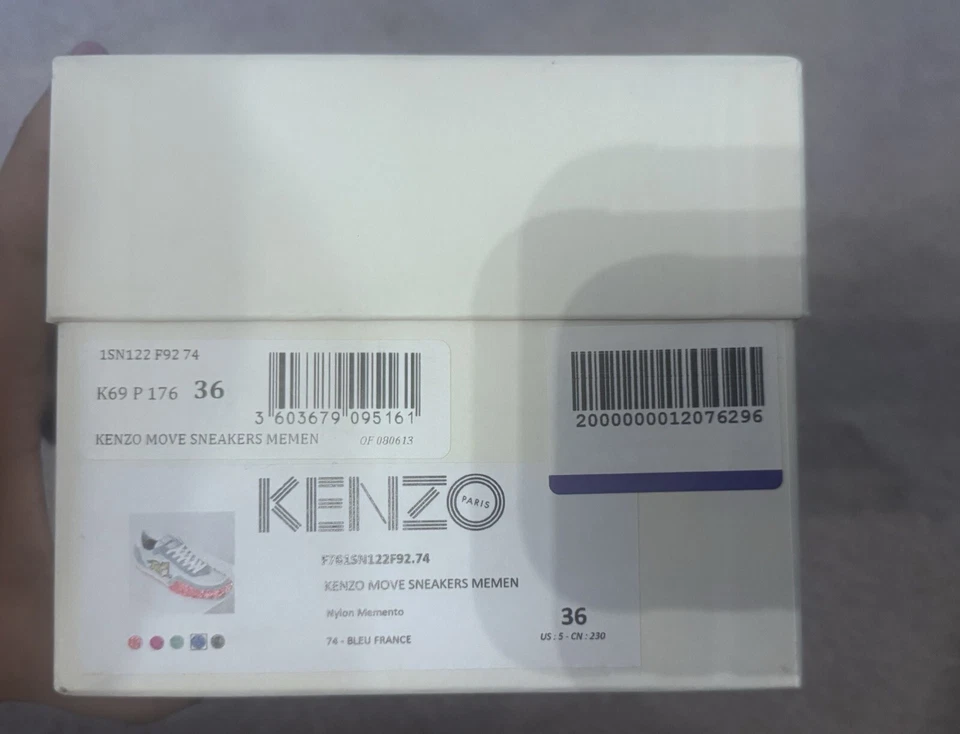 1SN122 F92 74
K69 P 176 36
3 603679 095161
KENZO MOVE SNEAKERS MEMEN OF 080613
2000000012076296
KENZO PARIS
F761SN122F92.74
KENZO MOVE SNEAKERS MEMEN
Nylon Memento
74 - BLEU FRANCE
36
US : 5 - CN : 230